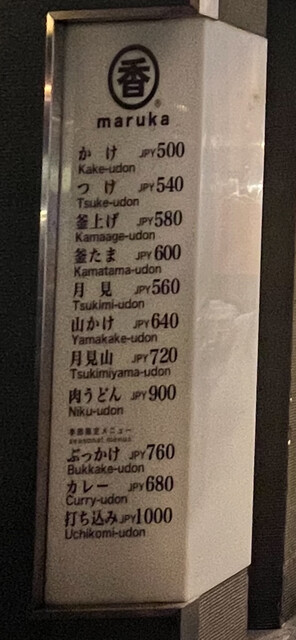 香
®
maruka
かけ JPY500
Kake-udon
つけ JPY540
Tsuke-udon
釜上げ JPY580
Kamaage-udon
釜たま JPY600
Kamatama-udon
月見 JPY560
Tsukimi-udon
山かけ JPY640
Yamakake-udon
月見山 JPY720
Tsukimiyama-udon
肉うどん JPY900
Niku-udon
季節限定メニュー
seasonal menus
ぶっかけ JPY760
Bukkake-udon
カレー JPY680
Curry-udon
打ち込み JPY1000
Uchikomi-udon